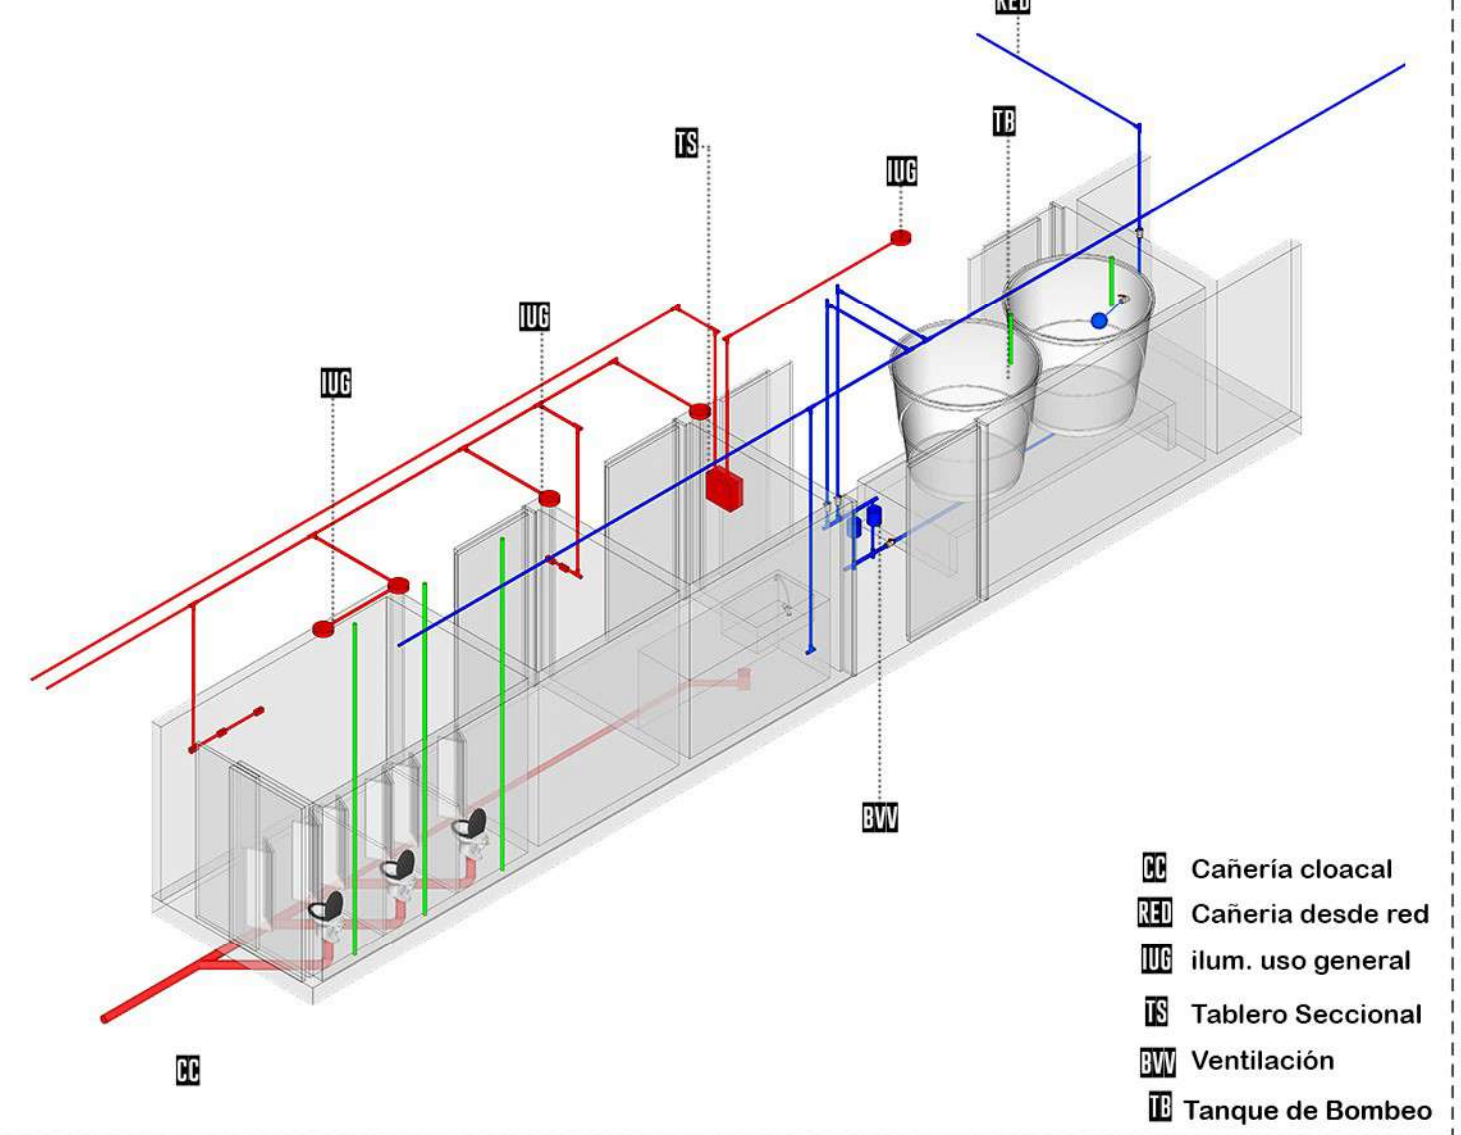 RED
TB
TS
IUG
IUG
IUG
BVV
CC
CC Cañería cloacal
RED Cañeria desde red
IUG ilum. uso general
TS Tablero Seccional
BVV Ventilación
TB Tanque de Bombeo